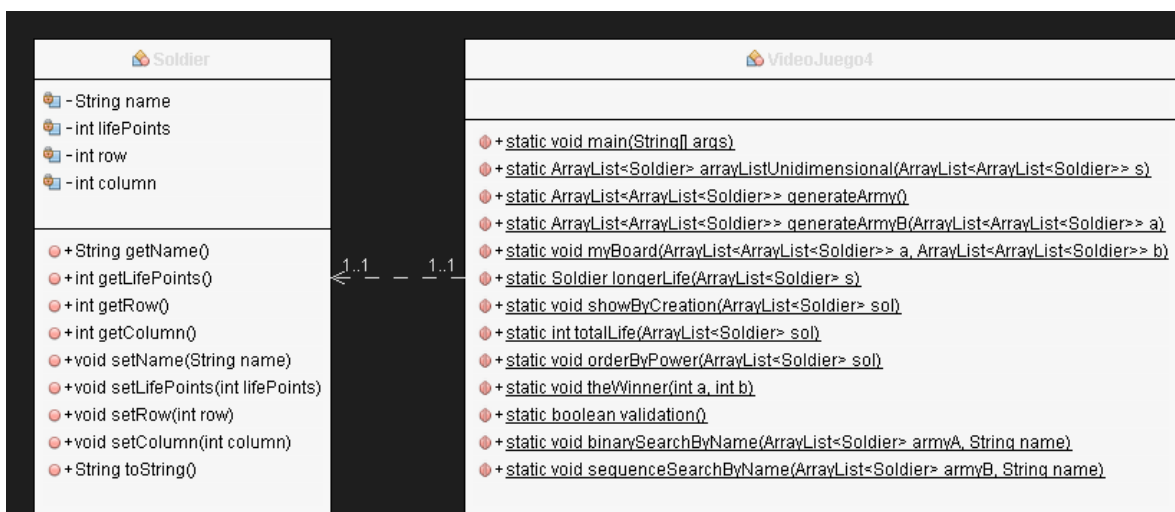 Soldier
- String name
- int lifePoints
- int row
- int column
+ String getName()
+ int getLifePoints()
+ int getRow()
+ int getColumn()
+ void setName(String name)
+ void setLifePoints(int lifePoints)
+ void setRow(int row)
+ void setColumn(int column)
+ String toString()
1..1
1..1
VideoJuego4
+ static void main(String[] args)
+ static ArrayList<Soldier> arrayListUnidimensional(ArrayList<ArrayList<Soldier>> s)
+ static ArrayList<ArrayList<Soldier>> generateArmy()
+ static ArrayList<ArrayList<Soldier>> generateArmyB(ArrayList<ArrayList<Soldier>> a)
+ static void myBoard(ArrayList<ArrayList<Soldier>> a, ArrayList<ArrayList<Soldier>> b)
+ static Soldier longerLife(ArrayList<Soldier> s)
+ static void showByCreation(ArrayList<Soldier> sol)
+ static int totalLife(ArrayList<Soldier> sol)
+ static void orderByPower(ArrayList<Soldier> sol)
+ static void theWinner(int a, int b)
+ static boolean validation()
+ static void binarySearchByName(ArrayList<Soldier> armyA, String name)
+ static void sequenceSearchByName(ArrayList<Soldier> armyB, String name)